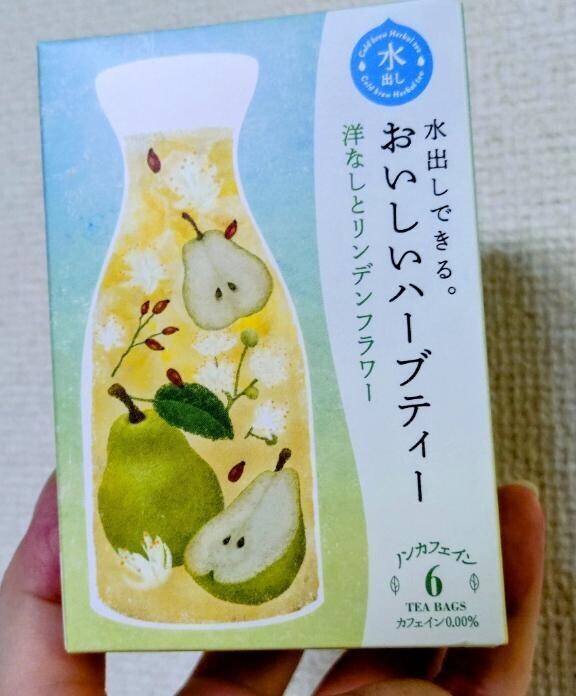 Cold brew Herbal tea
水
出し
Cold brew Herbal tea
水出しできる。
おいしいハーブティー
洋なしとリンデンフラワー
ノンカフェイン
6
TEA BAGS
カフェイン0.00%